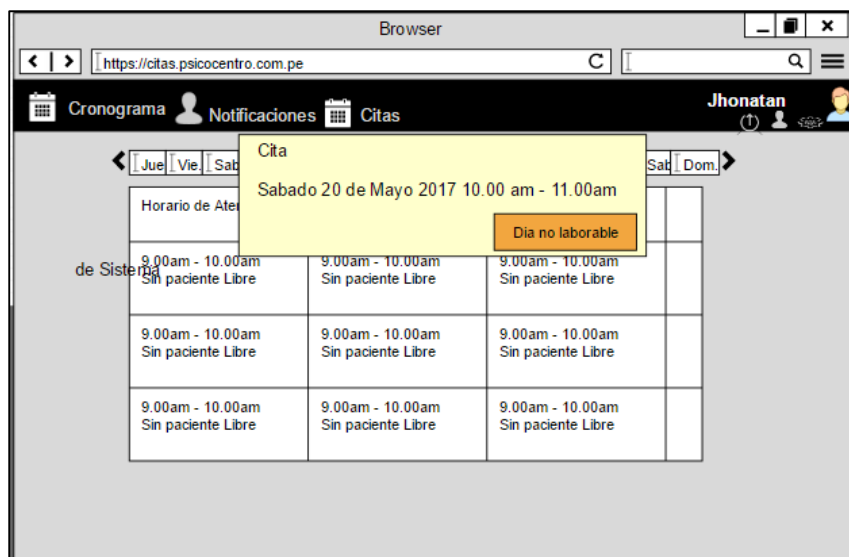 Browser
https://citas.psicocentro.com.pe
Cronograma Notificaciones Citas Jhonatan
Jue Vie. Sab Sab Dom.
Cita
Sabado 20 de Mayo 2017 10.00 am - 11.00am
Dia no laborable
Horario de
de Sistema
9.00am - 10.00am 9.00am - 10.00am 9.00am - 10.00am
Sin paciente Libre Sin paciente Libre Sin paciente Libre
9.00am - 10.00am 9.00am - 10.00am 9.00am - 10.00am
Sin paciente Libre Sin paciente Libre Sin paciente Libre
9.00am - 10.00am 9.00am - 10.00am 9.00am - 10.00am
Sin paciente Libre Sin paciente Libre Sin paciente Libre